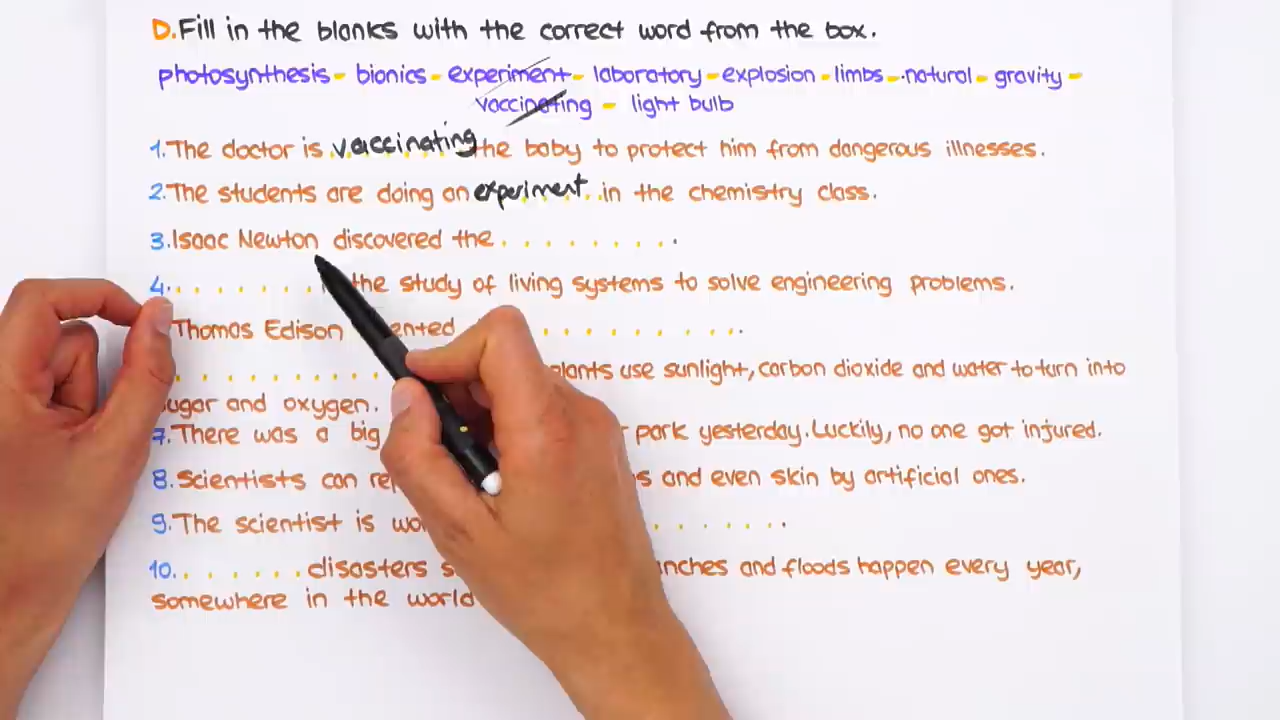 D.Fill in the blanks with the correct word from the box.
photosynthesis - bionics - experiment - laboratory - explosion - limbs - natural - gravity -
vaccinating - light bulb
1.The doctor is vaccinating the baby to protect him from dangerous illnesses.
2.The students are doing an experiment..in the chemistry class.
3.Isaac Newton discovered the . . . . . . . . .
4. . . . . . . . the study of living systems to solve engineering problems.
Thomas Edison . . . . . . . . .
. . . . . . . . . plants use sunlight, carbon dioxide and water to turn into
sugar and oxygen.
7.There was a big park yesterday. Luckily, no one got injured.
8.Scientists can and even skin by artificial ones.
9.The scientist is . . . . . . .
10. . . . . . . . disasters and floods happen every year,
somewhere in the world